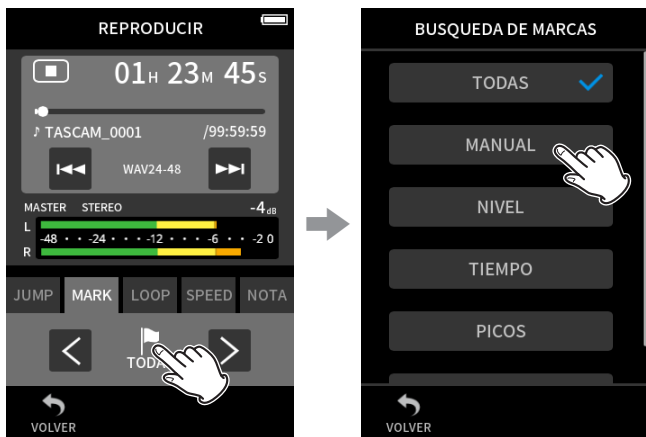 REPRODUCIR
01H 23M 45S
♪ TASCAM_0001 /99:59:59
WAV24-48
MASTER STEREO -4dB
L
-48 · · -24 · · · -12 · · · -6 · · -2 0
R
JUMP MARK LOOP SPEED NOTA
VOLVER
BUSQUEDA DE MARCAS
TODAS
MANUAL
NIVEL
TIEMPO
PICOS
VOLVER